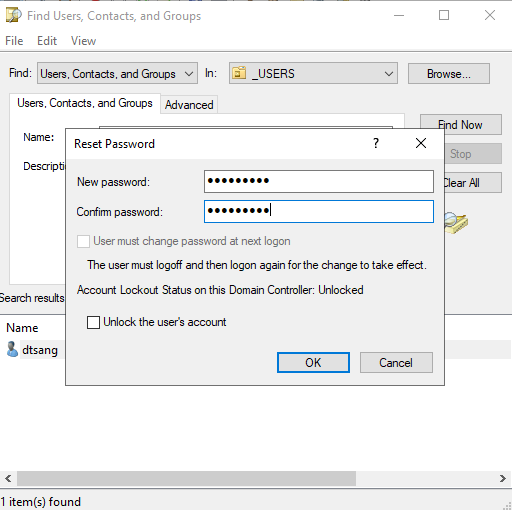 Find Users, Contacts, and Groups
File Edit View
Find: Users, Contacts, and Groups In: _USERS Browse...
Users, Contacts, and Groups Advanced
Find Now
Name:
Stop
Clear All
Reset Password ? 
New password: •••••••••
Confirm password: •••••••••
User must change password at next logon
The user must logoff and then logon again for the change to take effect.
Account Lockout Status on this Domain Controller: Unlocked
Unlock the user's account
OK Cancel
Search results
Name
dtsang
1 item(s) found